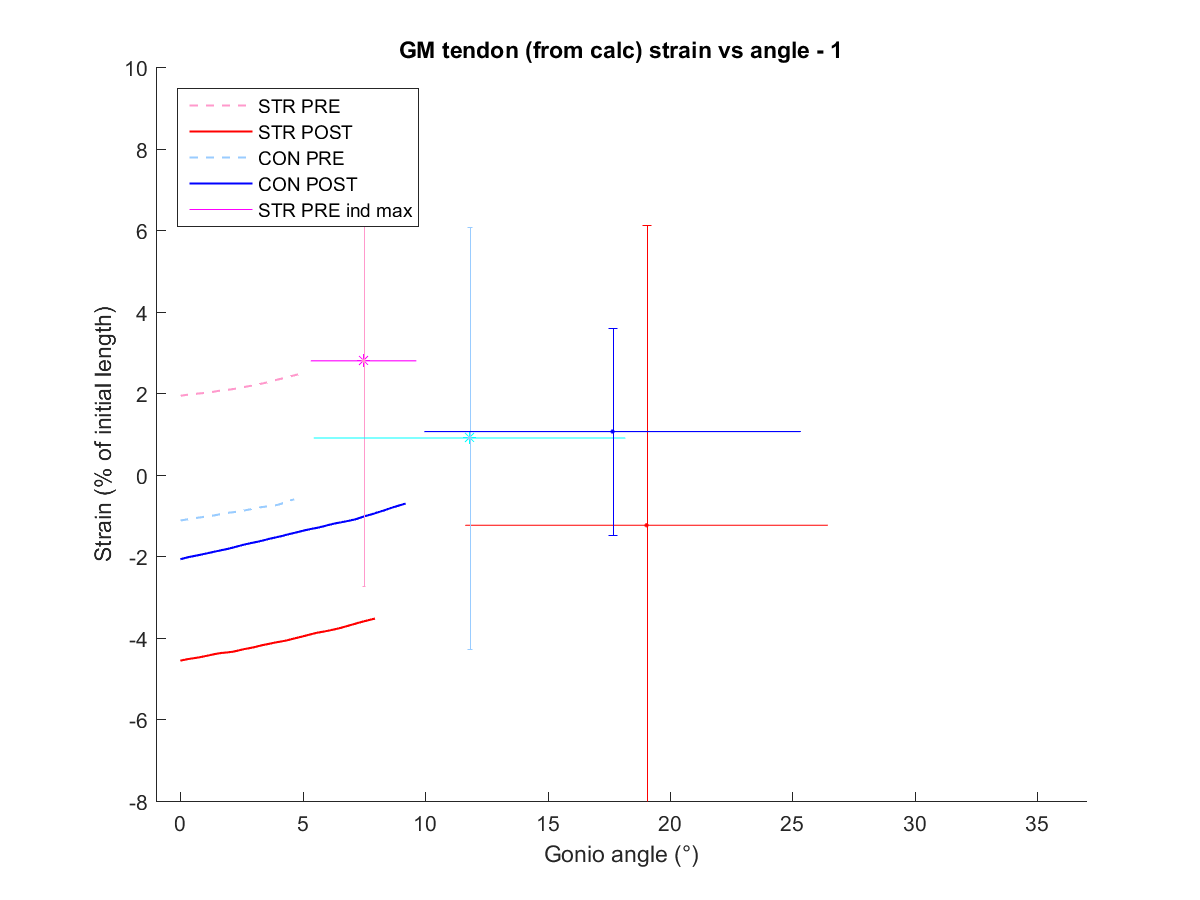 GM tendon (from calc) strain vs angle - 1
10
8
6
4
2
0
-2
-4
-6
-8
Strain (% of initial length)
STR PRE
STR POST
CON PRE
CON POST
STR PRE ind max
0 5 10 15 20 25 30 35
Gonio angle (°)